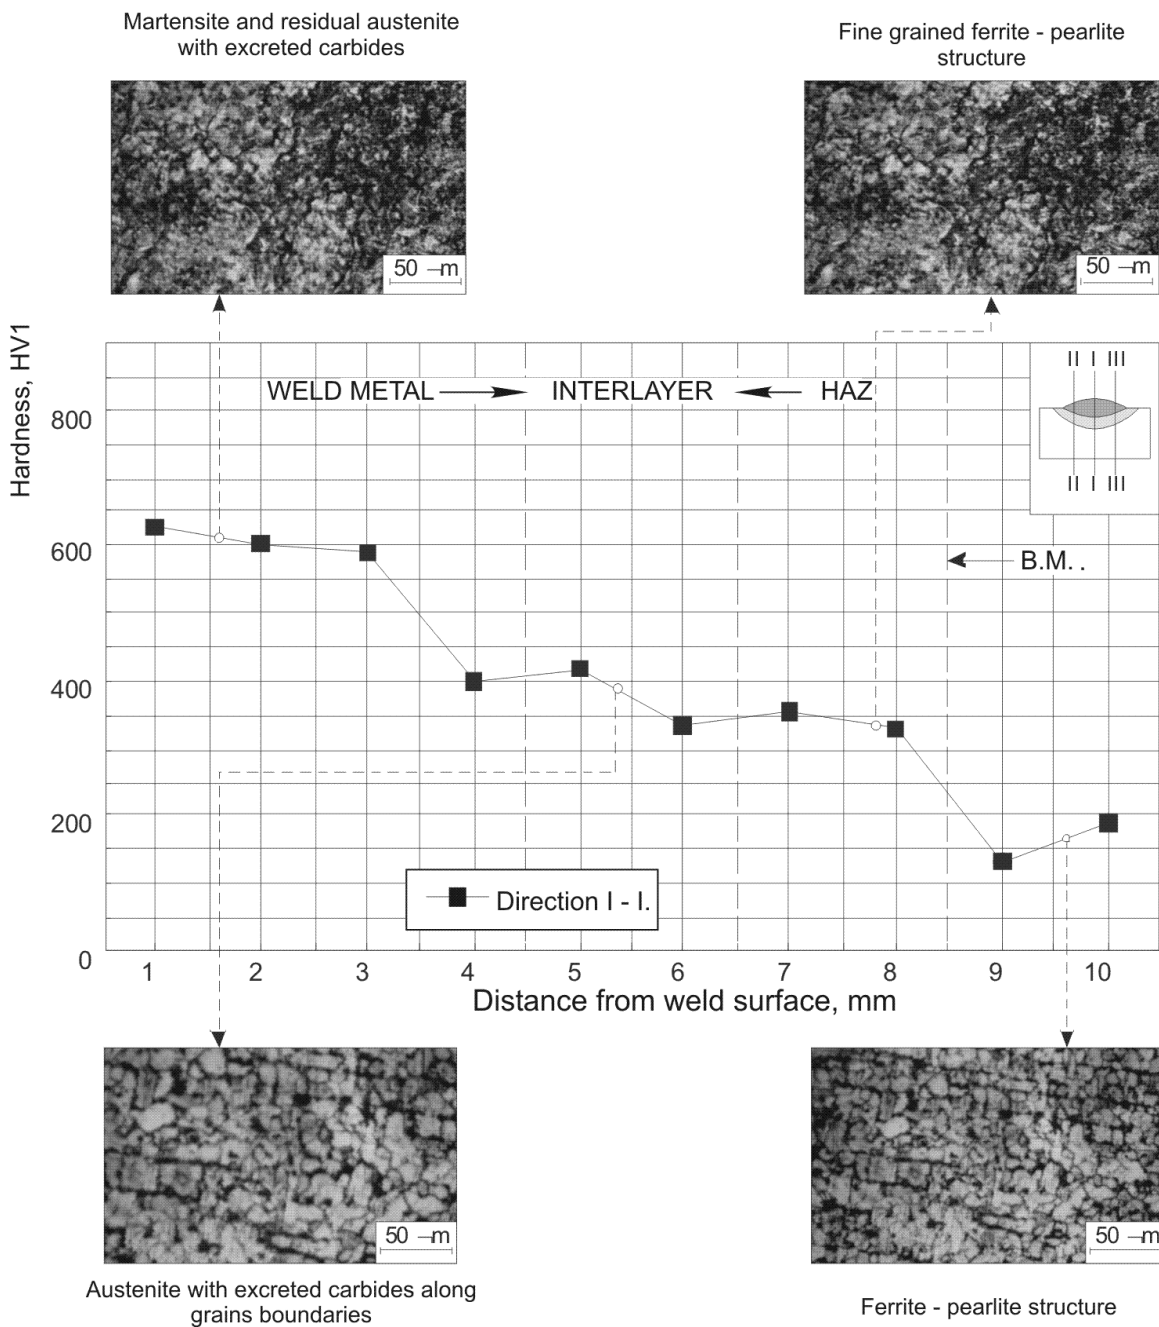 Martensite and residual austenite
with excreted carbides
Fine grained ferrite - pearlite
structure
50 –m
50 –m
Hardness, HV1
WELD METAL
INTERLAYER
HAZ
II I III
II I III
B.M. .
800
600
400
200
0
Direction I - I.
1 2 3 4 5 6 7 8 9 10
Distance from weld surface, mm
50 –m
50 –m
Austenite with excreted carbides along
grains boundaries
Ferrite - pearlite structure